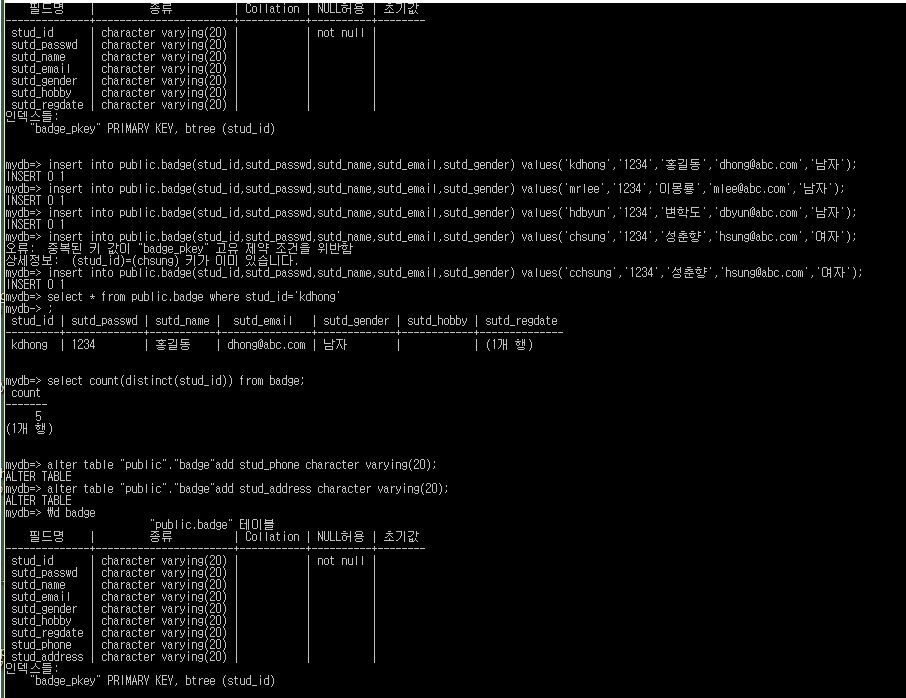 필드명 | 종류 | Collation | NULL허용 | 초기값
-------------+-----------------------+-----------+----------+--------
stud_id | character varying(20) | | not null |
sutd_passwd | character varying(20) | | |
sutd_name | character varying(20) | | |
sutd_email | character varying(20) | | |
sutd_gender | character varying(20) | | |
sutd_hobby | character varying(20) | | |
sutd_regdate | character varying(20) | | |
인덱스들:
"badge_pkey" PRIMARY KEY, btree (stud_id)
mydb=> insert into public.badge(stud_id,sutd_passwd,sutd_name,sutd_email,sutd_gender) values('kdhong','1234','홍길동','dhong@abc.com','남자');
INSERT 0 1
mydb=> insert into public.badge(stud_id,sutd_passwd,sutd_name,sutd_email,sutd_gender) values('mrlee','1234','이몽룡','mlee@abc.com','남자');
INSERT 0 1
mydb=> insert into public.badge(stud_id,sutd_passwd,sutd_name,sutd_email,sutd_gender) values('hdbyun','1234','변학도','dbyun@abc.com','남자');
INSERT 0 1
mydb=> insert into public.badge(stud_id,sutd_passwd,sutd_name,sutd_email,sutd_gender) values('chsung','1234','성춘향','hsung@abc.com','여자');
오류: 중복된 키 값이 "badge_pkey" 고유 제약 조건을 위반함
상세정보: (stud_id)=(chsung) 키가 이미 있습니다.
mydb=> insert into public.badge(stud_id,sutd_passwd,sutd_name,sutd_email,sutd_gender) values('cchsung','1234','성춘향','hsung@abc.com','여자');
INSERT 0 1
mydb=> select * from public.badge where stud_id='kdhong'
mydb-> ;
stud_id | sutd_passwd | sutd_name | sutd_email | sutd_gender | sutd_hobby | sutd_regdate
---------+-------------+-----------+---------------+-------------+------------+--------------
kdhong | 1234 | 홍길동 | dhong@abc.com | 남자 | | (1개 행)
mydb=> select count(distinct(stud_id)) from badge;
count
-------
5
(1개 행)
mydb=> alter table "public"."badge"add stud_phone character varying(20);
ALTER TABLE
mydb=> alter table "public"."badge"add stud_address character varying(20);
ALTER TABLE
mydb=> ₩d badge
"public.badge" 테이블
필드명 | 종류 | Collation | NULL허용 | 초기값
-------------+-----------------------+-----------+----------+--------
stud_id | character varying(20) | | not null |
sutd_passwd | character varying(20) | | |
sutd_name | character varying(20) | | |
sutd_email | character varying(20) | | |
sutd_gender | character varying(20) | | |
sutd_hobby | character varying(20) | | |
sutd_regdate | character varying(20) | | |
stud_phone | character varying(20) | | |
stud_address | character varying(20) | | |
인덱스들:
"badge_pkey" PRIMARY KEY, btree (stud_id)